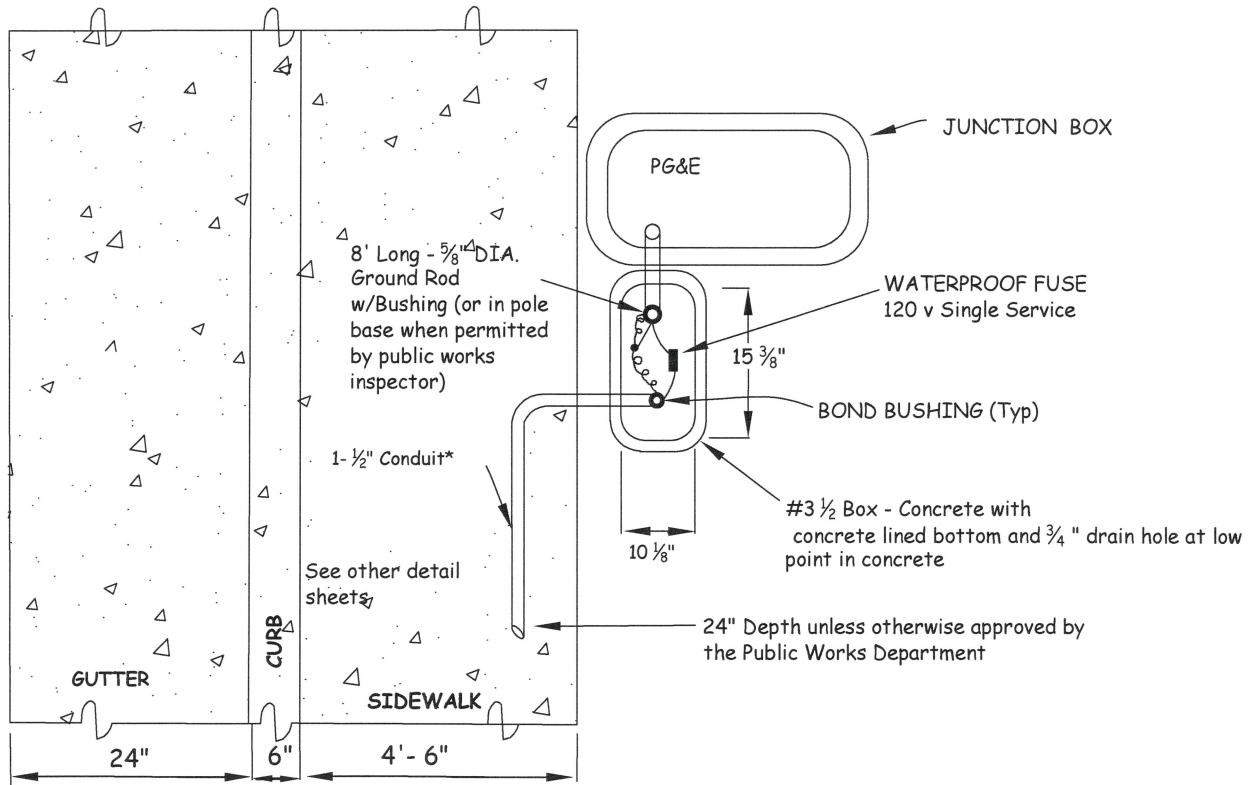 JUNCTION BOX
PG&E
8' Long - ⅝" DIA.
Ground Rod
w/Bushing (or in pole
base when permitted
by public works
inspector)
WATERPROOF FUSE
120 v Single Service
15 ⅜"
BOND BUSHING (Typ)
1- ½" Conduit*
#3 ½ Box - Concrete with
concrete lined bottom and ¾ " drain hole at low
point in concrete
10 ⅛"
See other detail
sheets
24" Depth unless otherwise approved by
the Public Works Department
GUTTER
CURB
SIDEWALK
24"
6"
4'- 6"